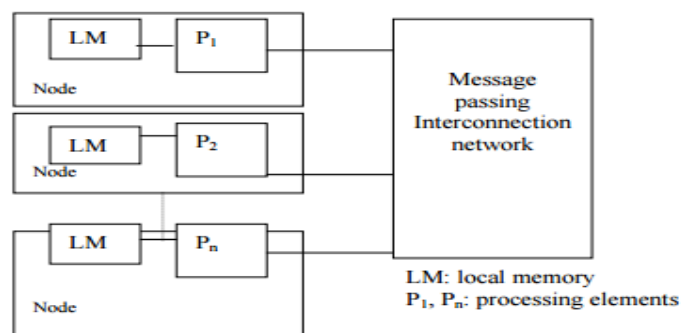 LM
P₁
Node
LM
P₂
Node
LM
Pₙ
Node
Message
passing
Interconnection
network
LM: local memory
P₁, Pₙ: processing elements